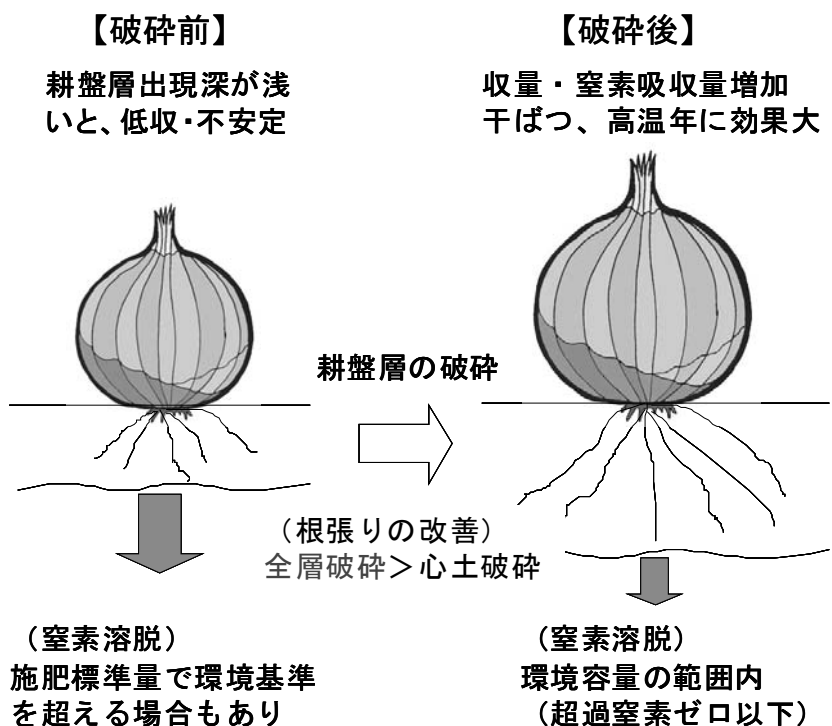 【破砕前】
耕盤層出現深が浅
いと、低収・不安定
【破砕後】
収量・窒素吸収量増加
干ばつ、高温年に効果大
耕盤層の破砕
（根張りの改善）
全層破砕＞心土破砕
（窒素溶脱）
施肥標準量で環境基準
を超える場合もあり
（窒素溶脱）
環境容量の範囲内
（超過窒素ゼロ以下）